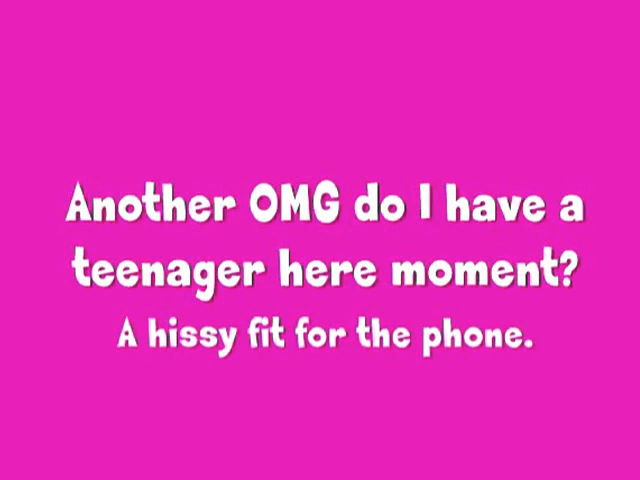 Another OMG do I have a
teenager here moment?
A hissy fit for the phone.